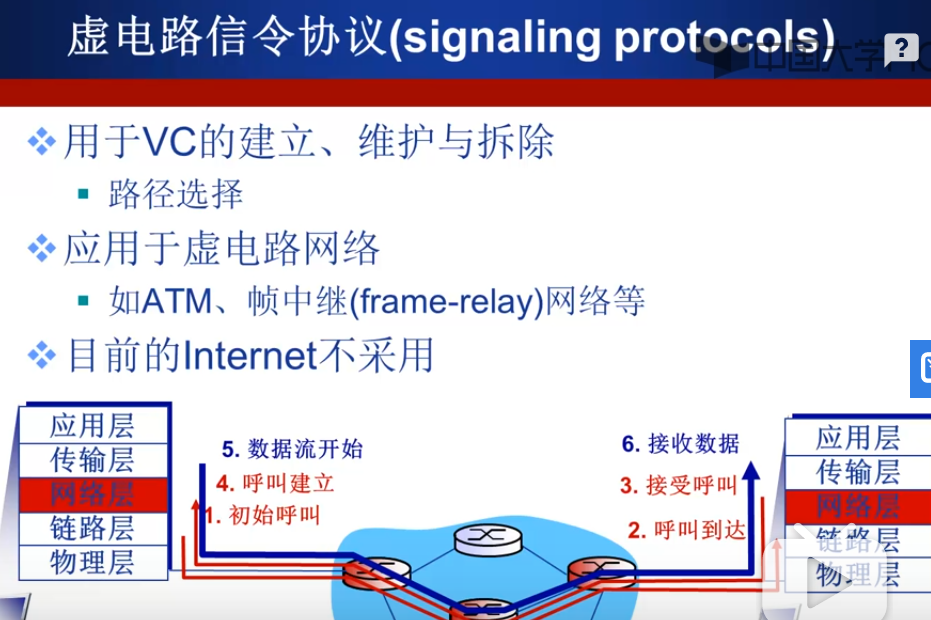 虚电路信令协议(signaling protocols)
中国大学MO
?
用于VC的建立、维护与拆除
路径选择
应用于虚电路网络
如ATM、帧中继(frame-relay)网络等
目前的Internet不采用
应用层
传输层
网络层
链路层
物理层
5. 数据流开始
4. 呼叫建立
1. 初始呼叫
6. 接收数据
3. 接受呼叫
2. 呼叫到达
应用层
传输层
网络层
链路层
物理层